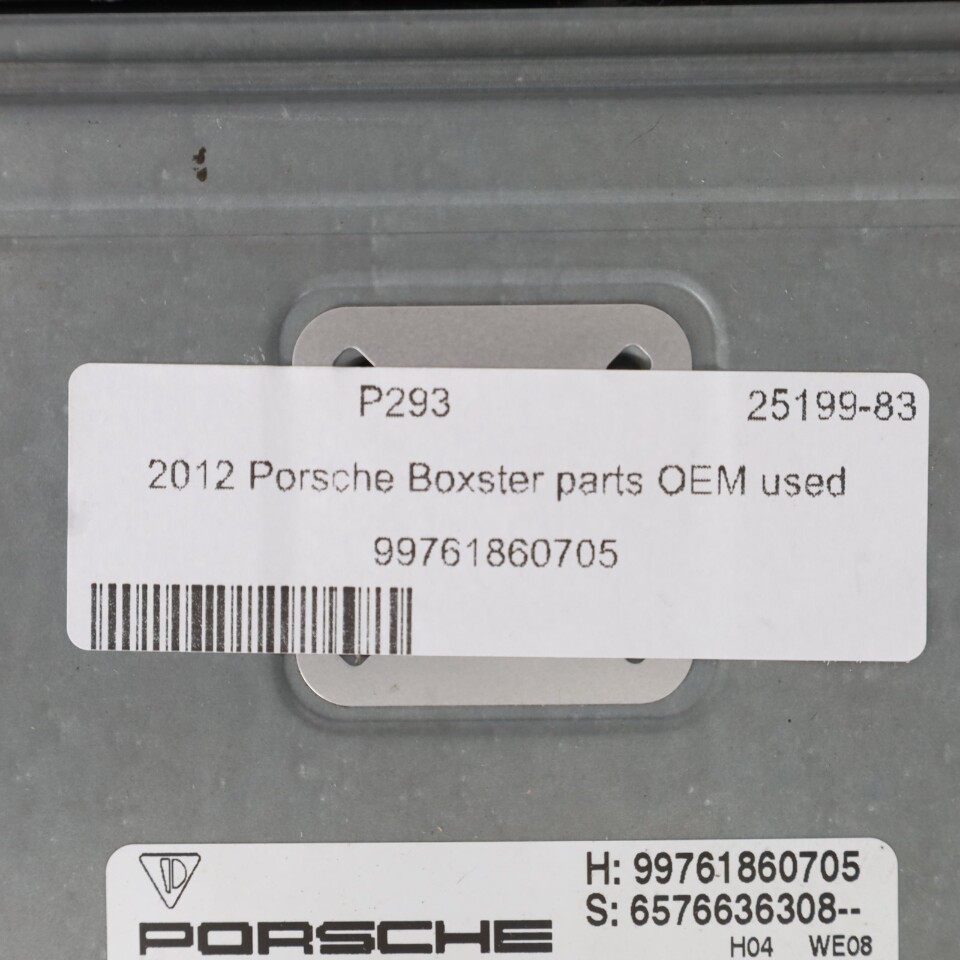 P293 25199-83
2012 Porsche Boxster parts OEM used
99761860705
H: 99761860705
S: 6576636308--
PORSCHE
H04 WE08